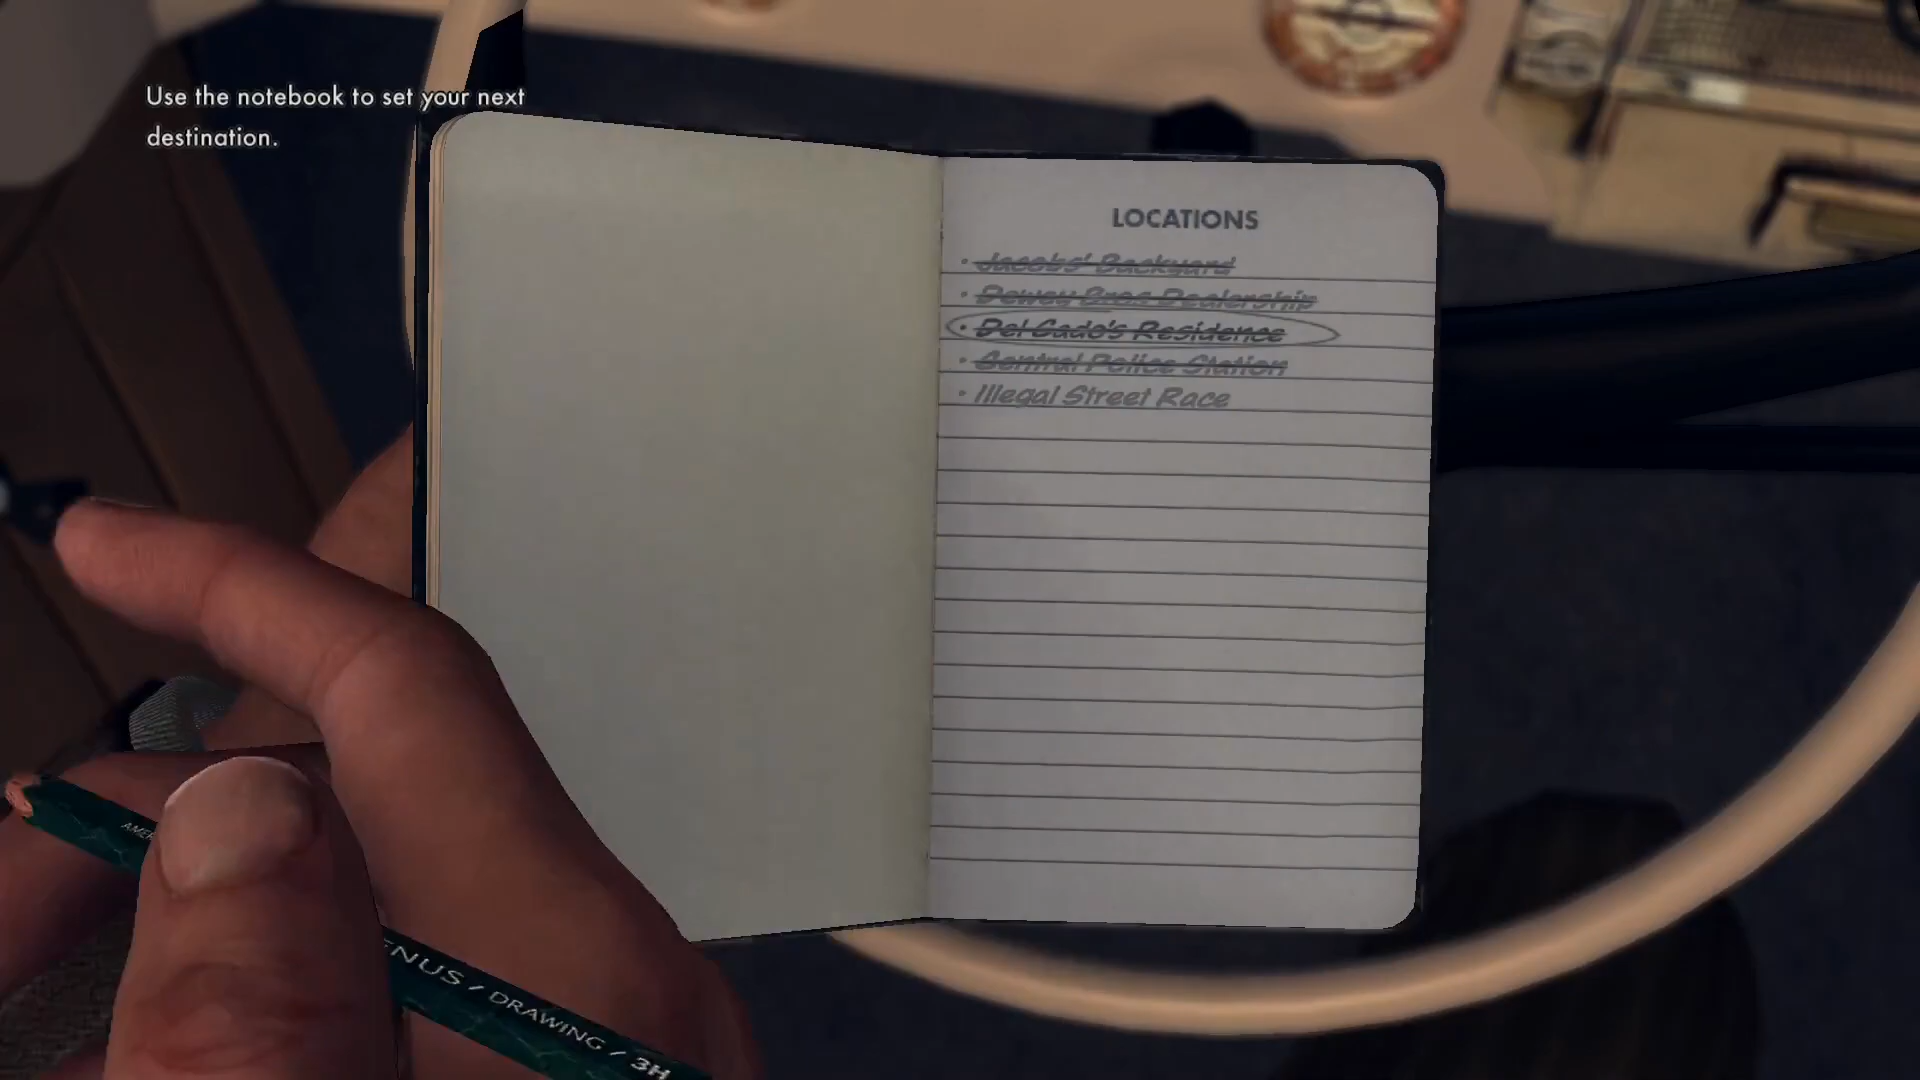 Use the notebook to set your next
destination.
LOCATIONS
• Jacobs' Backyard
• Dewey Bros Dealership
• Del Gado's Residence
• Central Police Station
• Illegal Street Race
ENUS / DRAWING / 3H